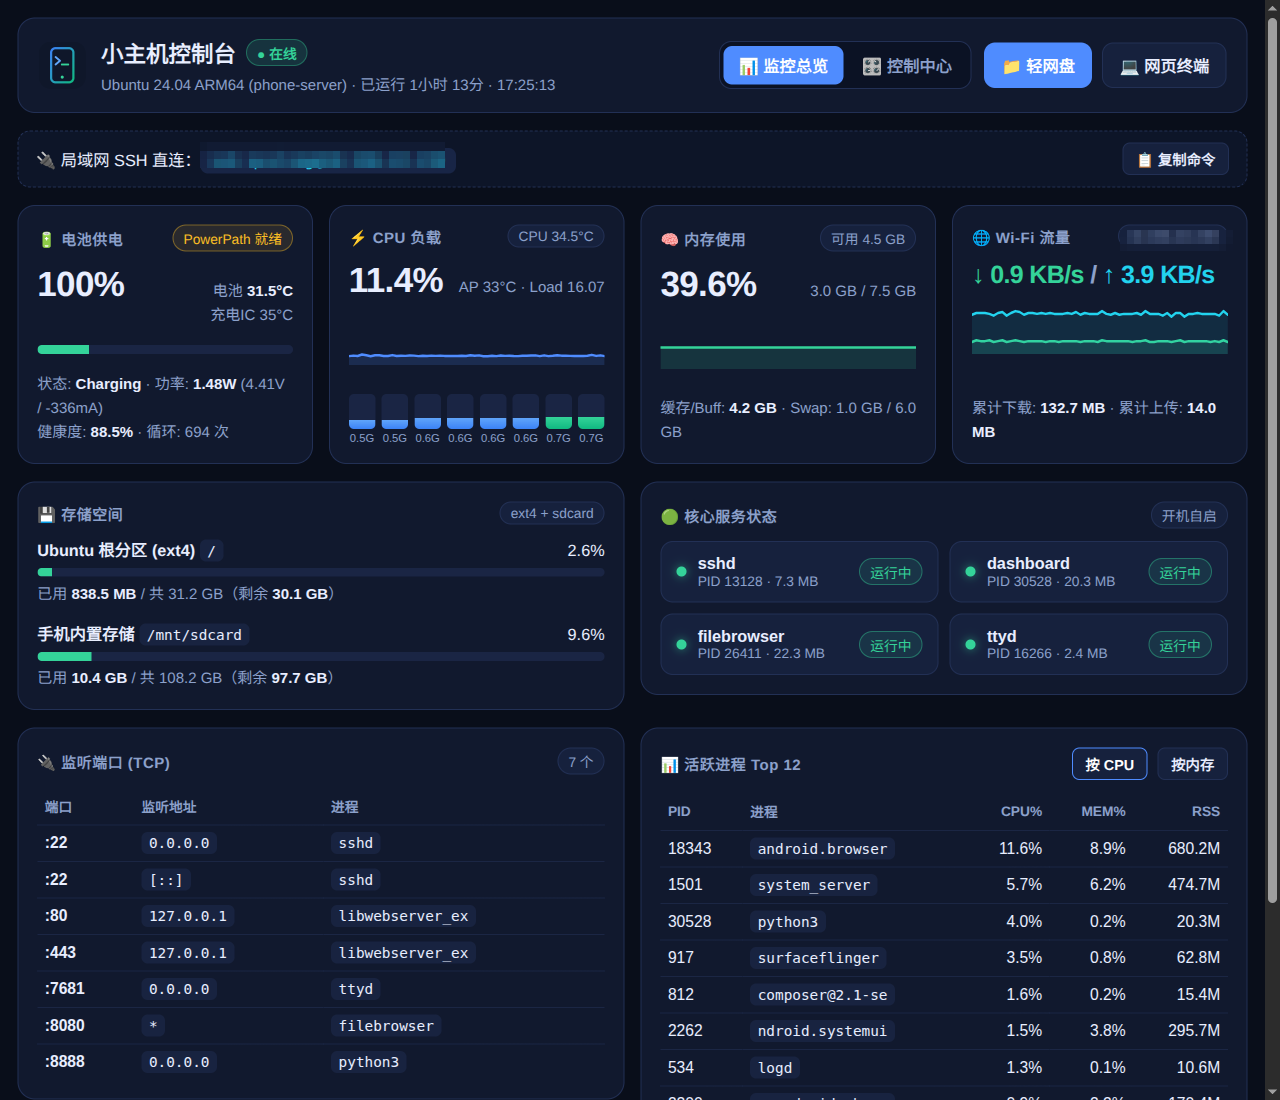 小主机控制台 ● 在线
Ubuntu 24.04 ARM64 (phone-server) · 已运行 1小时 13分 · 17:25:13
📊 监控总览 🎛️ 控制中心 📁 轻网盘 💻 网页终端
🔌 局域网 SSH 直连：
📋 复制命令
🔋 电池供电 PowerPath 就绪
100%
电池 31.5°C
充电IC 35°C
状态: Charging · 功率: 1.48W (4.41V
/ -336mA)
健康度: 88.5% · 循环: 694 次
⚡ CPU 负载 CPU 34.5°C
11.4% AP 33°C · Load 16.07
0.5G 0.5G 0.6G 0.6G 0.6G 0.6G 0.7G 0.7G
🧠 内存使用 可用 4.5 GB
39.6% 3.0 GB / 7.5 GB
缓存/Buff: 4.2 GB · Swap: 1.0 GB / 6.0
GB
🌐 Wi-Fi 流量
↓ 0.9 KB/s / ↑ 3.9 KB/s
累计下载: 132.7 MB · 累计上传: 14.0
MB
💾 存储空间 ext4 + sdcard
Ubuntu 根分区 (ext4) / 2.6%
已用 838.5 MB / 共 31.2 GB（剩余 30.1 GB）
手机内置存储 /mnt/sdcard 9.6%
已用 10.4 GB / 共 108.2 GB（剩余 97.7 GB）
🟢 核心服务状态 开机自启
sshd
PID 13128 · 7.3 MB
运行中
dashboard
PID 30528 · 20.3 MB
运行中
filebrowser
PID 26411 · 22.3 MB
运行中
ttyd
PID 16266 · 2.4 MB
运行中
🔌 监听端口 (TCP) 7 个
端口 监听地址 进程
:22 0.0.0.0 sshd
:22 [::] sshd
:80 127.0.0.1 libwebserver_ex
:443 127.0.0.1 libwebserver_ex
:7681 0.0.0.0 ttyd
:8080 * filebrowser
:8888 0.0.0.0 python3
📊 活跃进程 Top 12 按 CPU 按内存
PID 进程 CPU% MEM% RSS
18343 android.browser 11.6% 8.9% 680.2M
1501 system_server 5.7% 6.2% 474.7M
30528 python3 4.0% 0.2% 20.3M
917 surfaceflinger 3.5% 0.8% 62.8M
812 composer@2.1-se 1.6% 0.2% 15.4M
2262 ndroid.systemui 1.5% 3.8% 295.7M
534 logd 1.3% 0.1% 10.6M